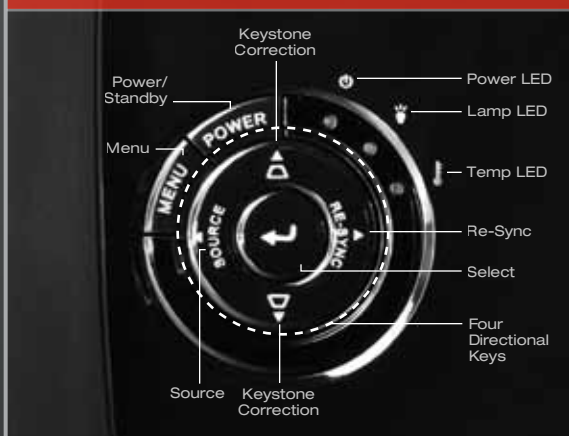 Keystone
Correction
Power/
Standby
Power LED
Lamp LED
Menu
POWER
MENU
Temp LED
SOURCE
RE-SYNC
Re-Sync
Select
Four
Directional
Keys
Source
Keystone
Correction